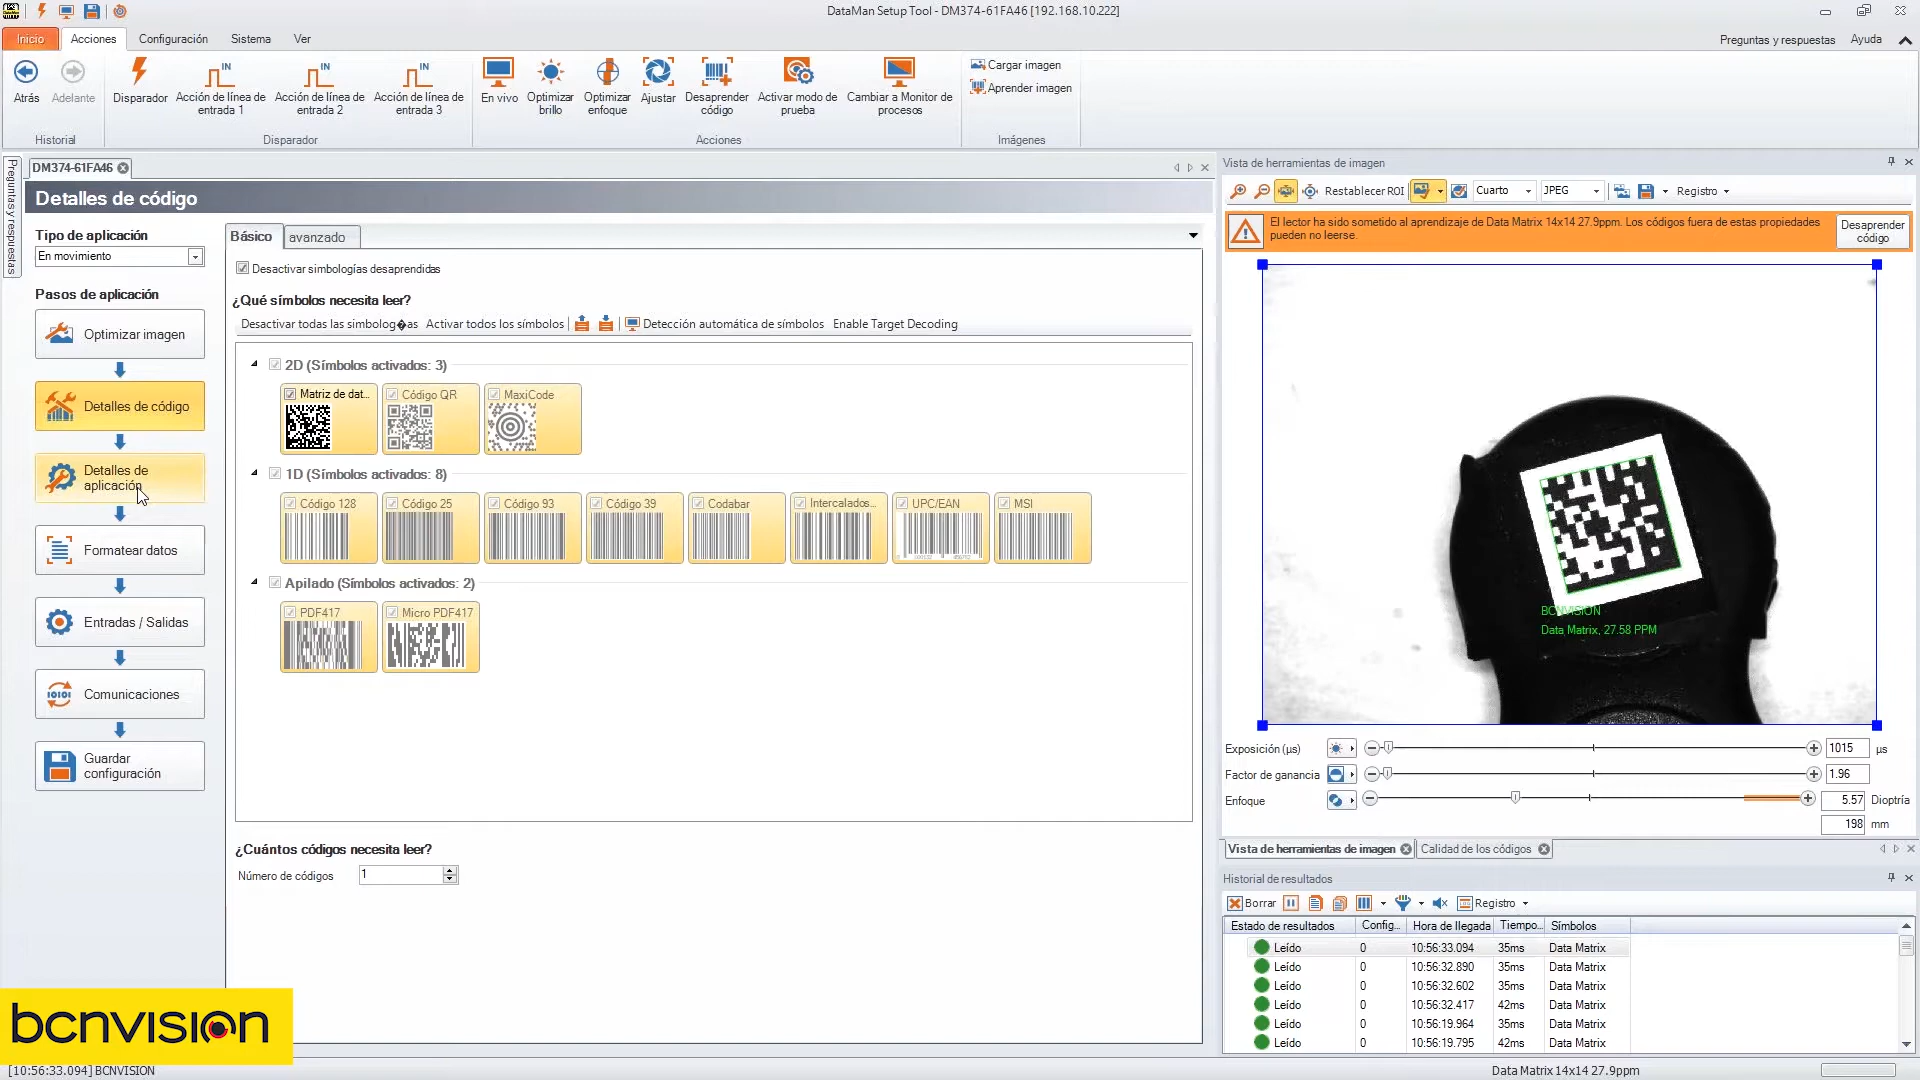 DataMan Setup Tool - DM374-61FA46 [192.168.10.222]
Inicio
Acciones
Configuración
Sistema
Ver
Preguntas y respuestas
Ayuda
Atrás
Adelante
Historial
Disparador
Acción de línea de entrada 1
Acción de línea de entrada 2
Acción de línea de entrada 3
Disparador
En vivo
Optimizar brillo
Optimizar enfoque
Ajustar
Desaprender código
Activar modo de prueba
Cambiar a Monitor de procesos
Acciones
Cargar imagen
Aprender imagen
Imágenes
Preguntas y respuestas
DM374-61FA46
Detalles de código
Tipo de aplicación
En movimiento
Pasos de aplicación
Optimizar imagen
Detalles de código
Detalles de aplicación
Formatear datos
Entradas / Salidas
Comunicaciones
Guardar configuración
Básico
avanzado
Desactivar simbologías desaprendidas
¿Qué símbolos necesita leer?
Desactivar todas las simbolog�as
Activar todos los símbolos
Detección automática de símbolos
Enable Target Decoding
2D (Símbolos activados: 3)
Matriz de dat...
Código QR
MaxiCode
1D (Símbolos activados: 8)
Código 128
Código 25
Código 93
Código 39
Codabar
Intercalados...
UPC/EAN
MSI
Apilado (Símbolos activados: 2)
PDF417
Micro PDF417
¿Cuántos códigos necesita leer?
Número de códigos
1
Vista de herramientas de imagen
Restablecer ROI
Cuarto
JPEG
Registro
El lector ha sido sometido al aprendizaje de Data Matrix 14x14 27.9ppm. Los códigos fuera de estas propiedades
pueden no leerse.
Desaprender código
BCNVISION
Data Matrix, 27.58 PPM
Exposición (µs)
1015 µs
Factor de ganancia
1.96
Enfoque
5.57 Dioptría
198 mm
Vista de herramientas de imagen
Calidad de los códigos
Historial de resultados
Borrar
Registro
Estado de resultados Config... Hora de llegada Tiempo... Símbolos
Leído 0 10:56:33.094 35ms Data Matrix
Leído 0 10:56:32.890 35ms Data Matrix
Leído 0 10:56:32.602 35ms Data Matrix
Leído 0 10:56:32.417 42ms Data Matrix
Leído 0 10:56:19.964 35ms Data Matrix
Leído 0 10:56:19.795 42ms Data Matrix
bcnvision
[10:56:33.094] BCNVISION
Data Matrix 14x14 27.9ppm